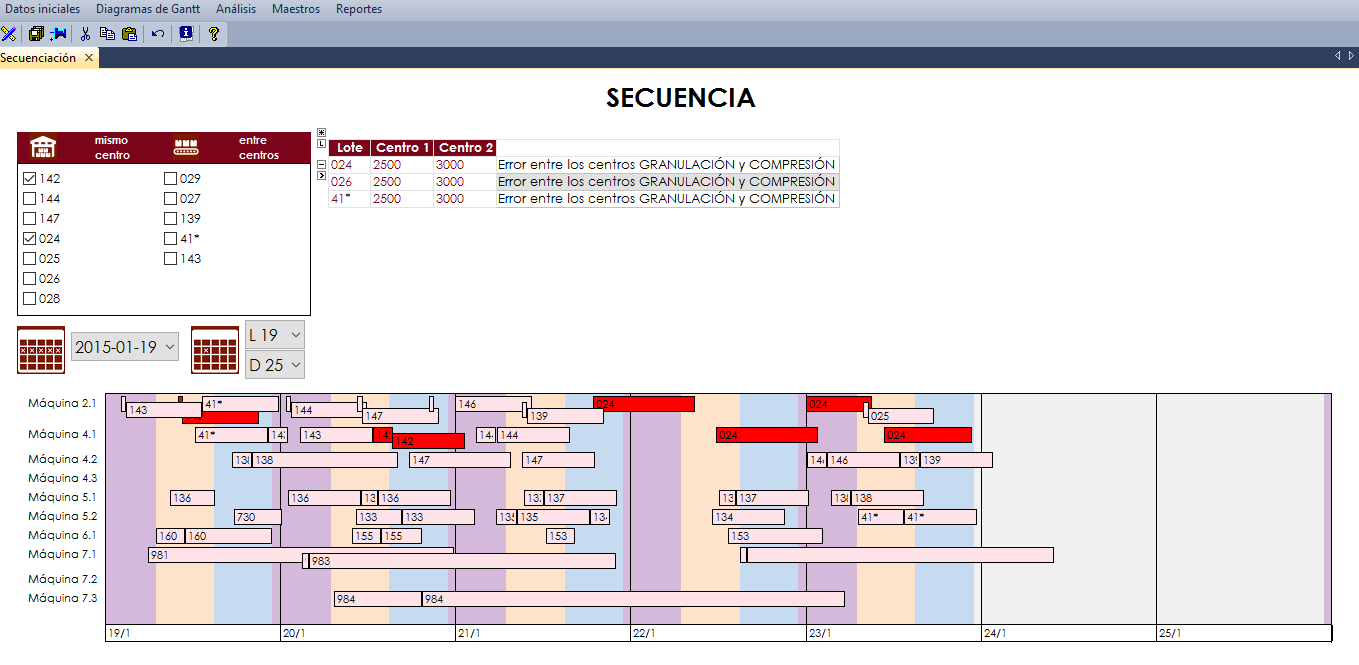 Datos iniciales Diagramas de Gantt Análisis Maestros Reportes
Secuenciación
SECUENCIA
mismo centro entre centros
142 029
144 027
147 139
024 41*
025 143
026
028
Lote Centro 1 Centro 2
024 2500 3000 Error entre los centros GRANULACIÓN y COMPRESIÓN
026 2500 3000 Error entre los centros GRANULACIÓN y COMPRESIÓN
41* 2500 3000 Error entre los centros GRANULACIÓN y COMPRESIÓN
2015-01-19
L 19
D 25
Máquina 2.1 143 41* 144 147 146 139 024 024 025
Máquina 4.1 41* 143 142 144 024 024
Máquina 4.2 138 147 147 146 139
Máquina 4.3
Máquina 5.1 136 136 136 137 137 138
Máquina 5.2 730 133 133 135 134 41* 41*
Máquina 6.1 160 160 155 155 153 153
Máquina 7.1 981 983
Máquina 7.2
Máquina 7.3 984 984
19/1 20/1 21/1 22/1 23/1 24/1 25/1